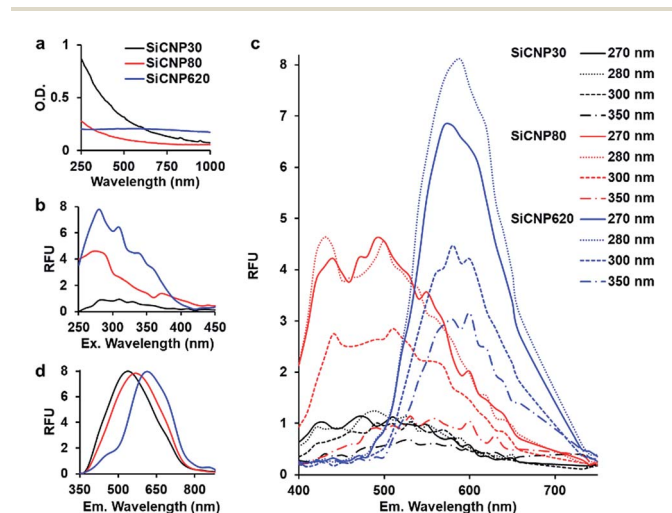 a
1
0.5
0
O.D.
SiCNP30
SiCNP80
SiCNP620
250
500
750
1000
Wavelength (nm)
b
8
6
4
2
0
RFU
250
300
350
400
450
Ex. Wavelength (nm)
d
8
6
4
2
0
RFU
350
500
650
800
Em. Wavelength (nm)
c
8
7
6
5
4
3
2
1
0
RFU
400
500
600
700
Em. Wavelength (nm)
SiCNP30
270 nm
280 nm
300 nm
350 nm
SiCNP80
270 nm
280 nm
300 nm
350 nm
SiCNP620
270 nm
280 nm
300 nm
350 nm